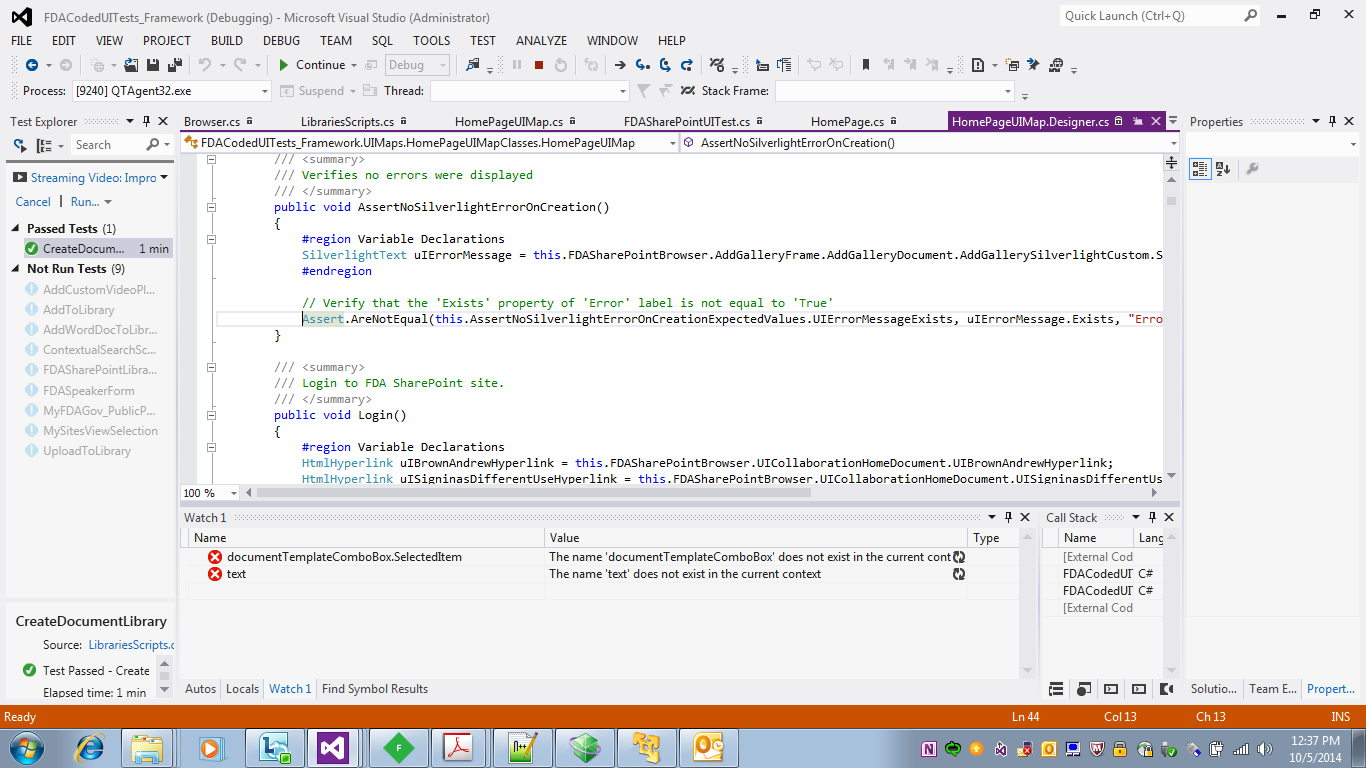 FDACodedUITests_Framework (Debugging) - Microsoft Visual Studio (Administrator)
Quick Launch (Ctrl+Q)
FILE EDIT VIEW PROJECT BUILD DEBUG TEAM SQL TOOLS TEST ANALYZE WINDOW HELP
Continue Debug
Process: [9240] QTAgent32.exe Suspend Thread: Stack Frame:
Test Explorer
Search
Streaming Video: Impro
Cancel | Run...
Passed Tests (1)
CreateDocum... 1 min
Not Run Tests (9)
AddCustomVideoPl...
AddToLibrary
AddWordDocToLibr...
ContextualSearchSc...
FDASharePointLibra...
FDASpeakerForm
MyFDAGov_PublicP...
MySitesViewSelection
UploadToLibrary
CreateDocumentLibrary
Source: LibrariesScripts.c
Test Passed - Create
Elapsed time: 1 min
Browser.cs LibrariesScripts.cs HomePageUIMap.cs FDASharePointUITest.cs HomePage.cs HomePageUIMap.Designer.cs
FDACodedUITests_Framework.UIMaps.HomePageUIMapClasses.HomePageUIMap AssertNoSilverlightErrorOnCreation()
/// <summary>
/// Verifies no errors were displayed
/// </summary>
public void AssertNoSilverlightErrorOnCreation()
{
#region Variable Declarations
SilverlightText uIErrorMessage = this.FDASharePointBrowser.AddGalleryFrame.AddGalleryDocument.AddGallerySilverlightCustom.S
#endregion
// Verify that the 'Exists' property of 'Error' label is not equal to 'True'
Assert.AreNotEqual(this.AssertNoSilverlightErrorOnCreationExpectedValues.UIErrorMessageExists, uIErrorMessage.Exists, "Erro
}
/// <summary>
/// Login to FDA SharePoint site.
/// </summary>
public void Login()
{
#region Variable Declarations
HtmlHyperlink uIBrownAndrewHyperlink = this.FDASharePointBrowser.UICollaborationHomeDocument.UIBrownAndrewHyperlink;
HtmlHyperlink uISigninasDifferentUseHyperlink = this.FDASharePointBrowser.UICollaborationHomeDocument.UISigninasDifferentUs
100 %
Watch 1
Name Value Type
documentTemplateComboBox.SelectedItem The name 'documentTemplateComboBox' does not exist in the current cont
text The name 'text' does not exist in the current context
Autos Locals Watch 1 Find Symbol Results
Call Stack
Name Lang
[External Cod
FDACodedUI C#
FDACodedUI C#
[External Cod
Properties
Solutio... Team E... Propert...
Ready Ln 44 Col 13 Ch 13 INS
12:37 PM
10/5/2014